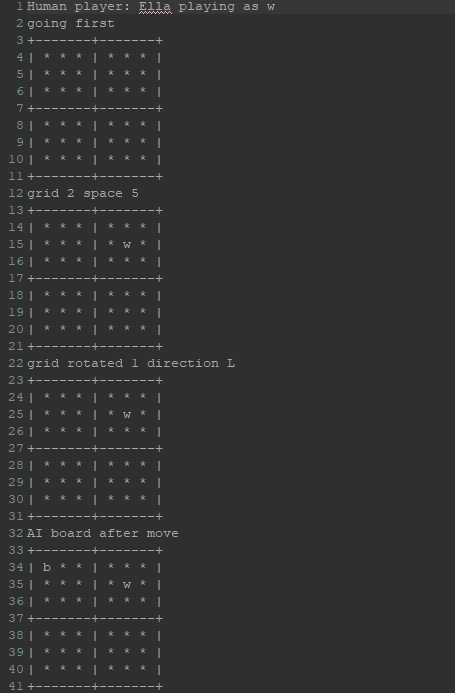 1 Human player: Ella playing as w
2 going first
3 +-------+-------+
4 | * * * | * * * |
5 | * * * | * * * |
6 | * * * | * * * |
7 +-------+-------+
8 | * * * | * * * |
9 | * * * | * * * |
10 | * * * | * * * |
11 +-------+-------+
12 grid 2 space 5
13 +-------+-------+
14 | * * * | * * * |
15 | * * * | * w * |
16 | * * * | * * * |
17 +-------+-------+
18 | * * * | * * * |
19 | * * * | * * * |
20 | * * * | * * * |
21 +-------+-------+
22 grid rotated 1 direction L
23 +-------+-------+
24 | * * * | * * * |
25 | * * * | * w * |
26 | * * * | * * * |
27 +-------+-------+
28 | * * * | * * * |
29 | * * * | * * * |
30 | * * * | * * * |
31 +-------+-------+
32 AI board after move
33 +-------+-------+
34 | b * * | * * * |
35 | * * * | * w * |
36 | * * * | * * * |
37 +-------+-------+
38 | * * * | * * * |
39 | * * * | * * * |
40 | * * * | * * * |
41 +-------+-------+